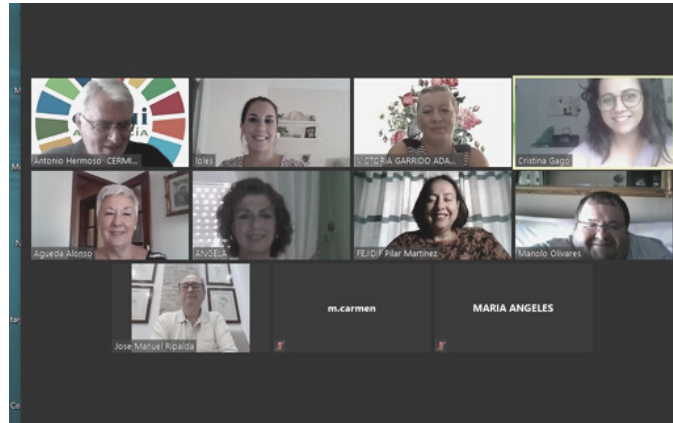 Antonio Hermoso CERMI...
loles
VICTORIA GARRIDO ADA...
Cristina Gago
Agueda Alonso
ANGELA
FEJIDIF Pilar Martínez
Manolo Olivares
Jose Manuel Ripalda
m.carmen
MARIA ANGELES